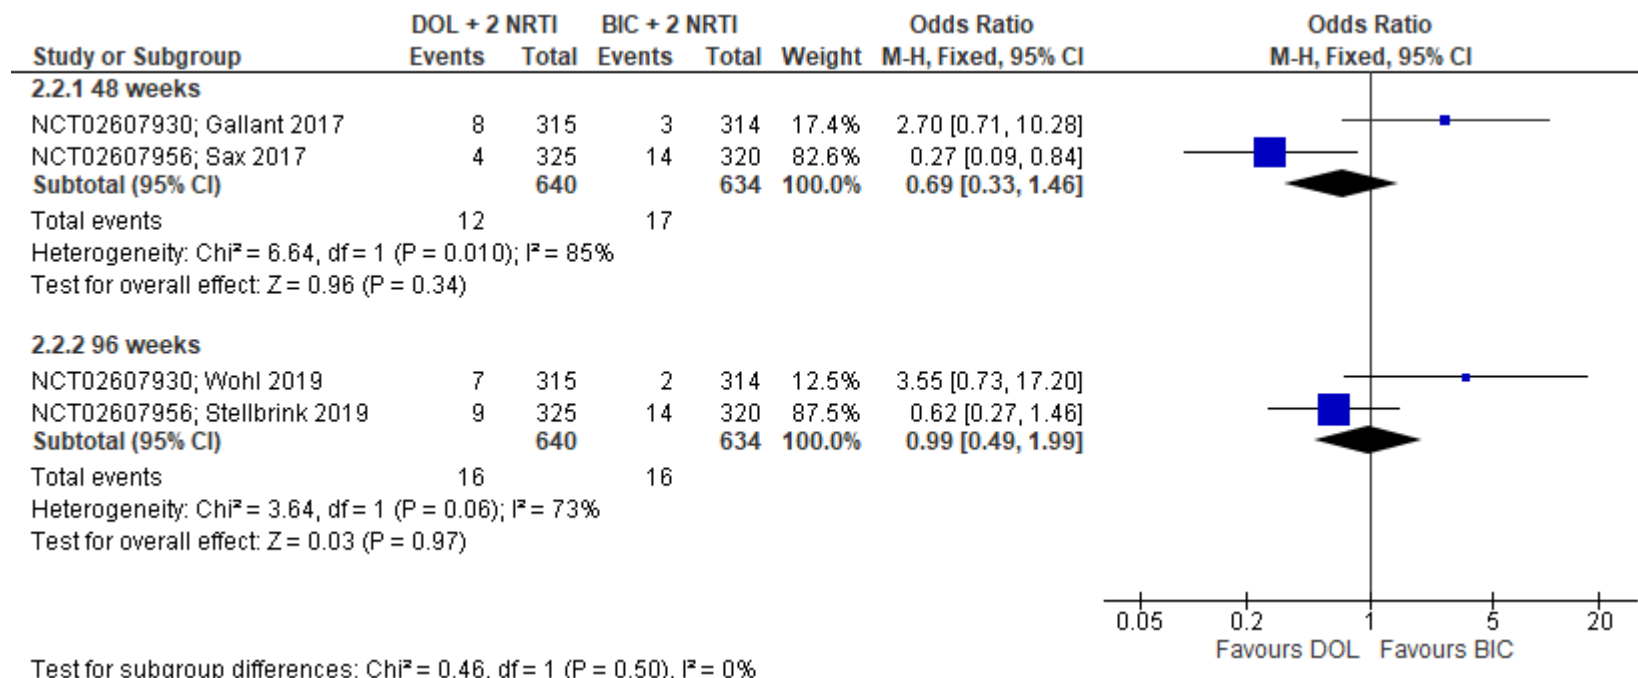 DOL + 2 NRTI BIC + 2 NRTI Odds Ratio Odds Ratio
Study or Subgroup Events Total Events Total Weight M-H, Fixed, 95% CI M-H, Fixed, 95% CI
2.2.1 48 weeks
NCT02607930; Gallant 2017 8 315 3 314 17.4% 2.70 [0.71, 10.28]
NCT02607956; Sax 2017 4 325 14 320 82.6% 0.27 [0.09, 0.84]
Subtotal (95% CI) 640 634 100.0% 0.69 [0.33, 1.46]
Total events 12 17
Heterogeneity: Chi² = 6.64, df = 1 (P = 0.010); I² = 85%
Test for overall effect: Z = 0.96 (P = 0.34)
2.2.2 96 weeks
NCT02607930; Wohl 2019 7 315 2 314 12.5% 3.55 [0.73, 17.20]
NCT02607956; Stellbrink 2019 9 325 14 320 87.5% 0.62 [0.27, 1.46]
Subtotal (95% CI) 640 634 100.0% 0.99 [0.49, 1.99]
Total events 16 16
Heterogeneity: Chi² = 3.64, df = 1 (P = 0.06); I² = 73%
Test for overall effect: Z = 0.03 (P = 0.97)
0.05 0.2 1 5 20
Favours DOL Favours BIC
Test for subgroup differences: Chi² = 0.46, df = 1 (P = 0.50), I² = 0%